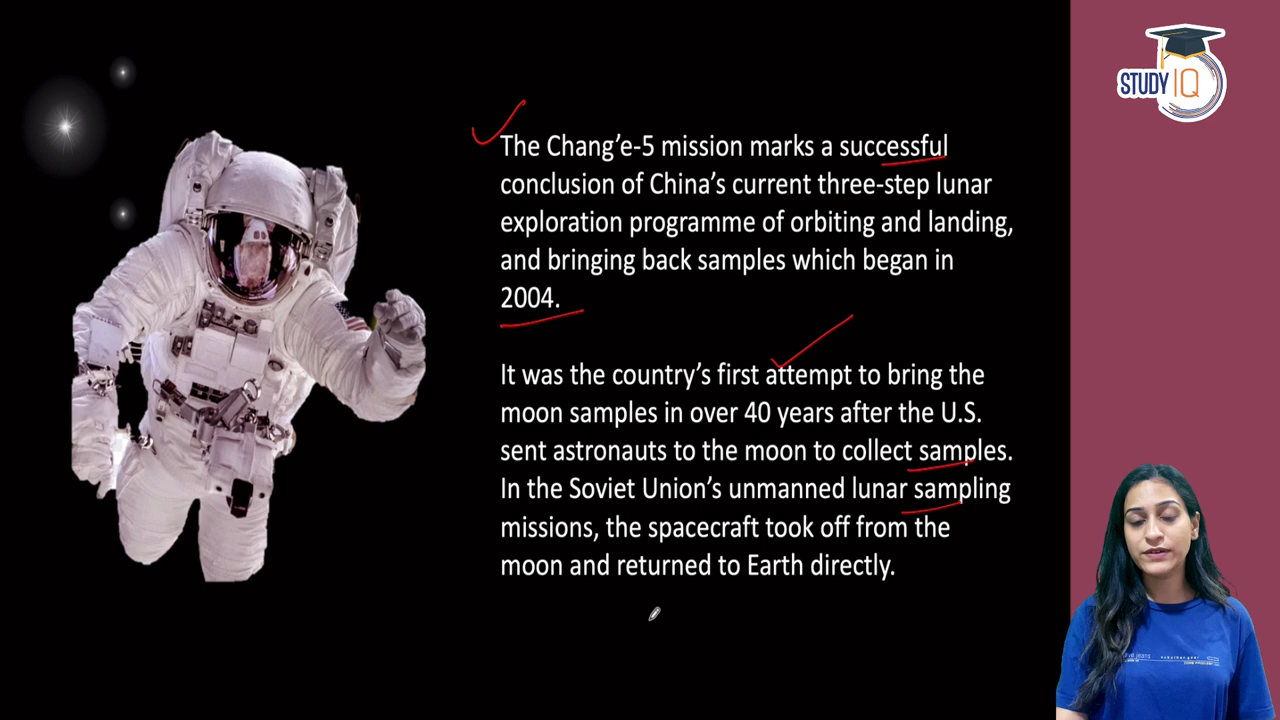 The Chang’e-5 mission marks a successful
conclusion of China’s current three-step lunar
exploration programme of orbiting and landing,
and bringing back samples which began in
2004.
It was the country’s first attempt to bring the
moon samples in over 40 years after the U.S.
sent astronauts to the moon to collect samples.
In the Soviet Union’s unmanned lunar sampling
missions, the spacecraft took off from the
moon and returned to Earth directly.
STUDY IQ